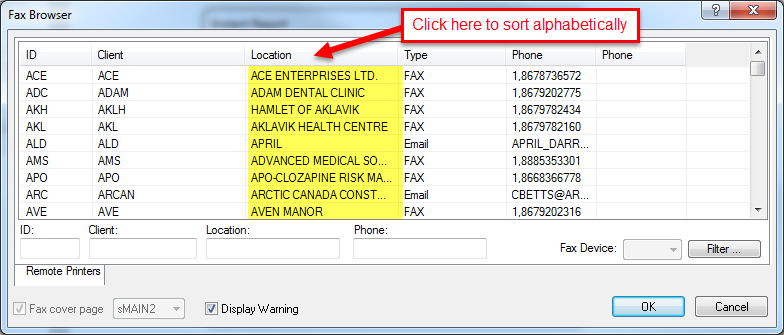 Fax Browser
Click here to sort alphabetically
ID Client Location Type Phone Phone
ACE ACE ACE ENTERPRISES LTD. FAX 1,8678736572
ADC ADAM ADAM DENTAL CLINIC FAX 1,8679202775
AKH AKLH HAMLET OF AKLAVIK FAX 1,8679782434
AKL AKL AKLAVIK HEALTH CENTRE FAX 1,8679782160
ALD ALD APRIL Email APRIL_DARR...
AMS AMS ADVANCED MEDICAL SO... FAX 1,8885353301
APO APO APO-CLOZAPINE RISK MA... FAX 1,8668366778
ARC ARCAN ARCTIC CANADA CONST... Email CBETTS@AR...
AVE AVE AVEN MANOR FAX 1,8679202316
ID: Client: Location: Phone:
Fax Device: Filter ...
Remote Printers
Fax cover page sMAIN2 Display Warning OK Cancel